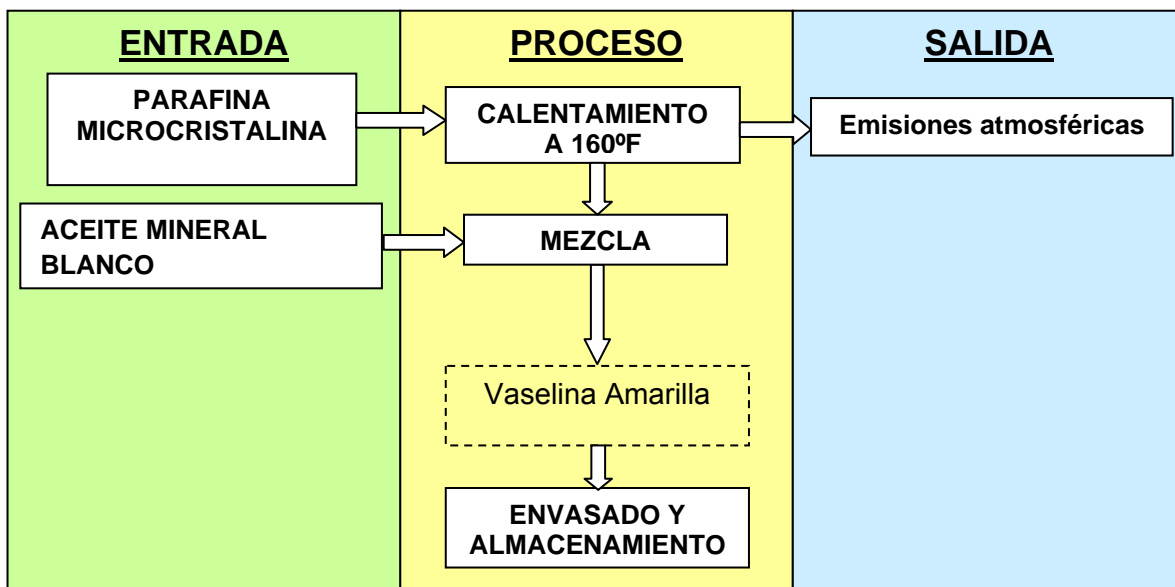 ENTRADA
PROCESO
SALIDA
PARAFINA
MICROCRISTALINA
CALENTAMIENTO
A 160ºF
Emisiones atmosféricas
ACEITE MINERAL
BLANCO
MEZCLA
Vaselina Amarilla
ENVASADO Y
ALMACENAMIENTO